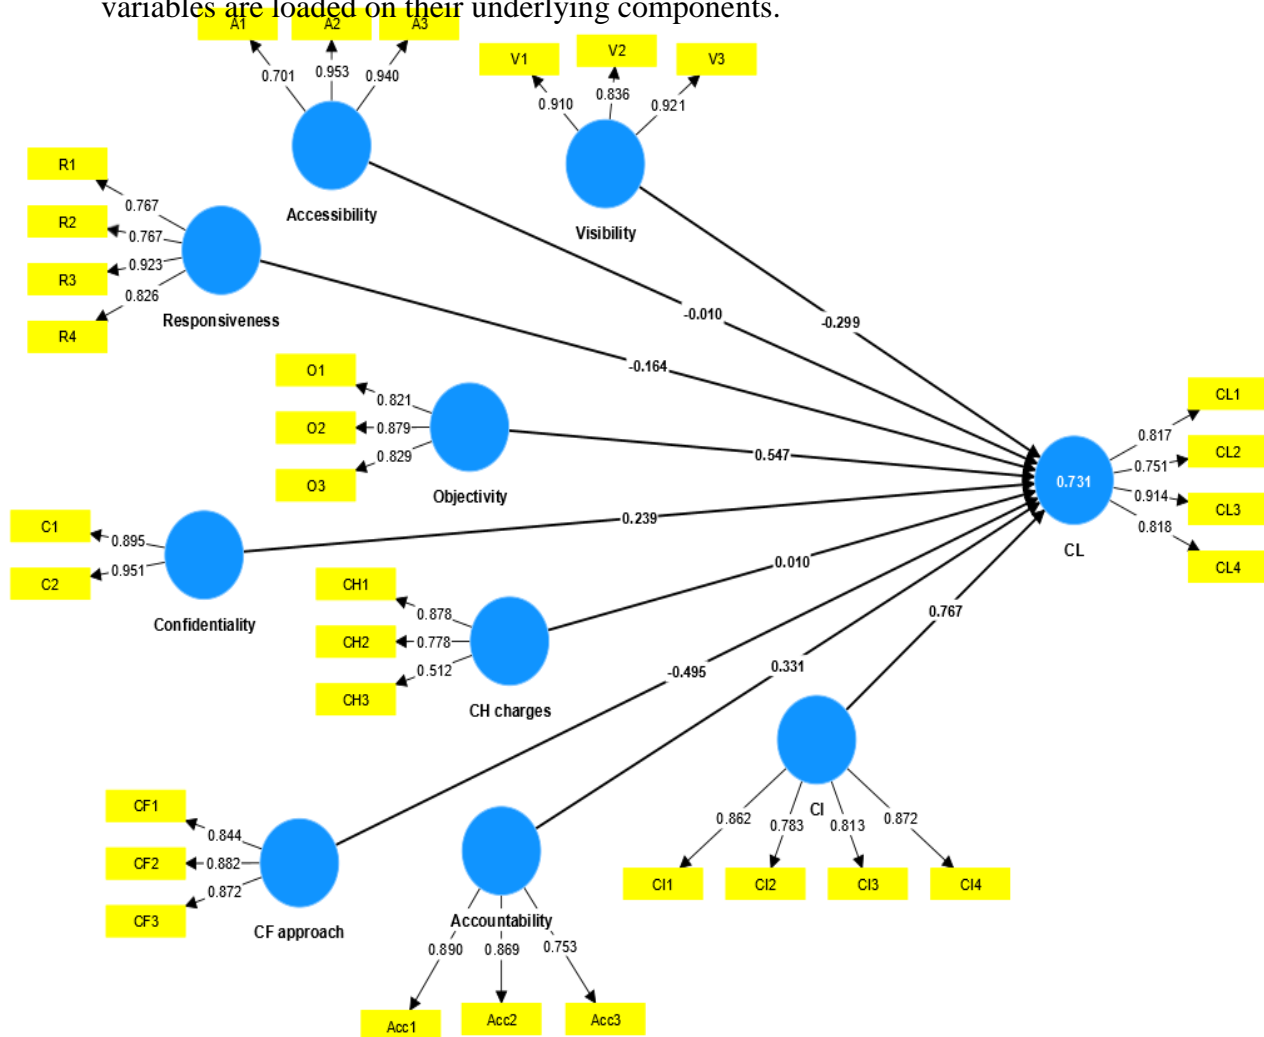 variables are loaded on their underlying components.
A1 A2 A3
0.701 0.953 0.940
Accessibility
V1 V2 V3
0.910 0.836 0.921
Visibility
R1
R2
R3
R4
0.767
0.767
0.923
0.826
Responsiveness
-0.010
-0.299
-0.164
O1
O2
O3
0.821
0.879
0.829
Objectivity
0.547
CL1
CL2
CL3
CL4
0.817
0.751
0.914
0.818
0.731
CL
C1
C2
0.895
0.951
Confidentiality
0.239
CH1
CH2
CH3
0.878
0.778
0.512
CH charges
0.010
0.767
-0.495
0.331
CF1
CF2
CF3
0.844
0.882
0.872
CF approach
Accountability
0.890 0.869 0.753
Acc1 Acc2 Acc3
CI
0.862 0.783 0.813 0.872
CI1 CI2 CI3 CI4